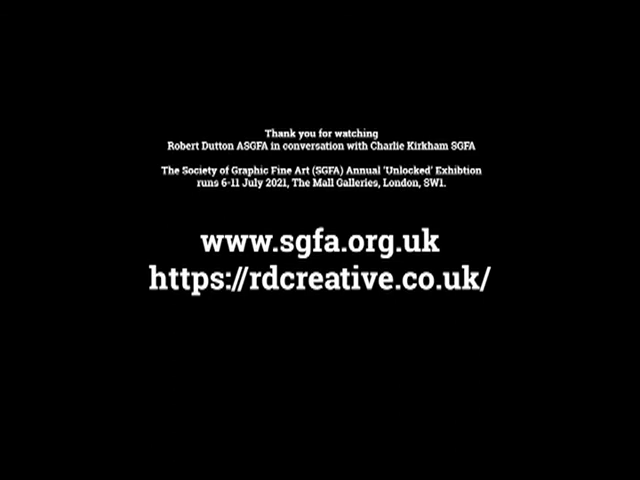 Thank you for watching
Robert Dutton ASGFA in conversation with Charlie Kirkham SGFA
The Society of Graphic Fine Art (SGFA) Annual 'Unlocked' Exhibtion
runs 6-11 July 2021, The Mall Galleries, London, SW1.
www.sgfa.org.uk
https://rdcreative.co.uk/